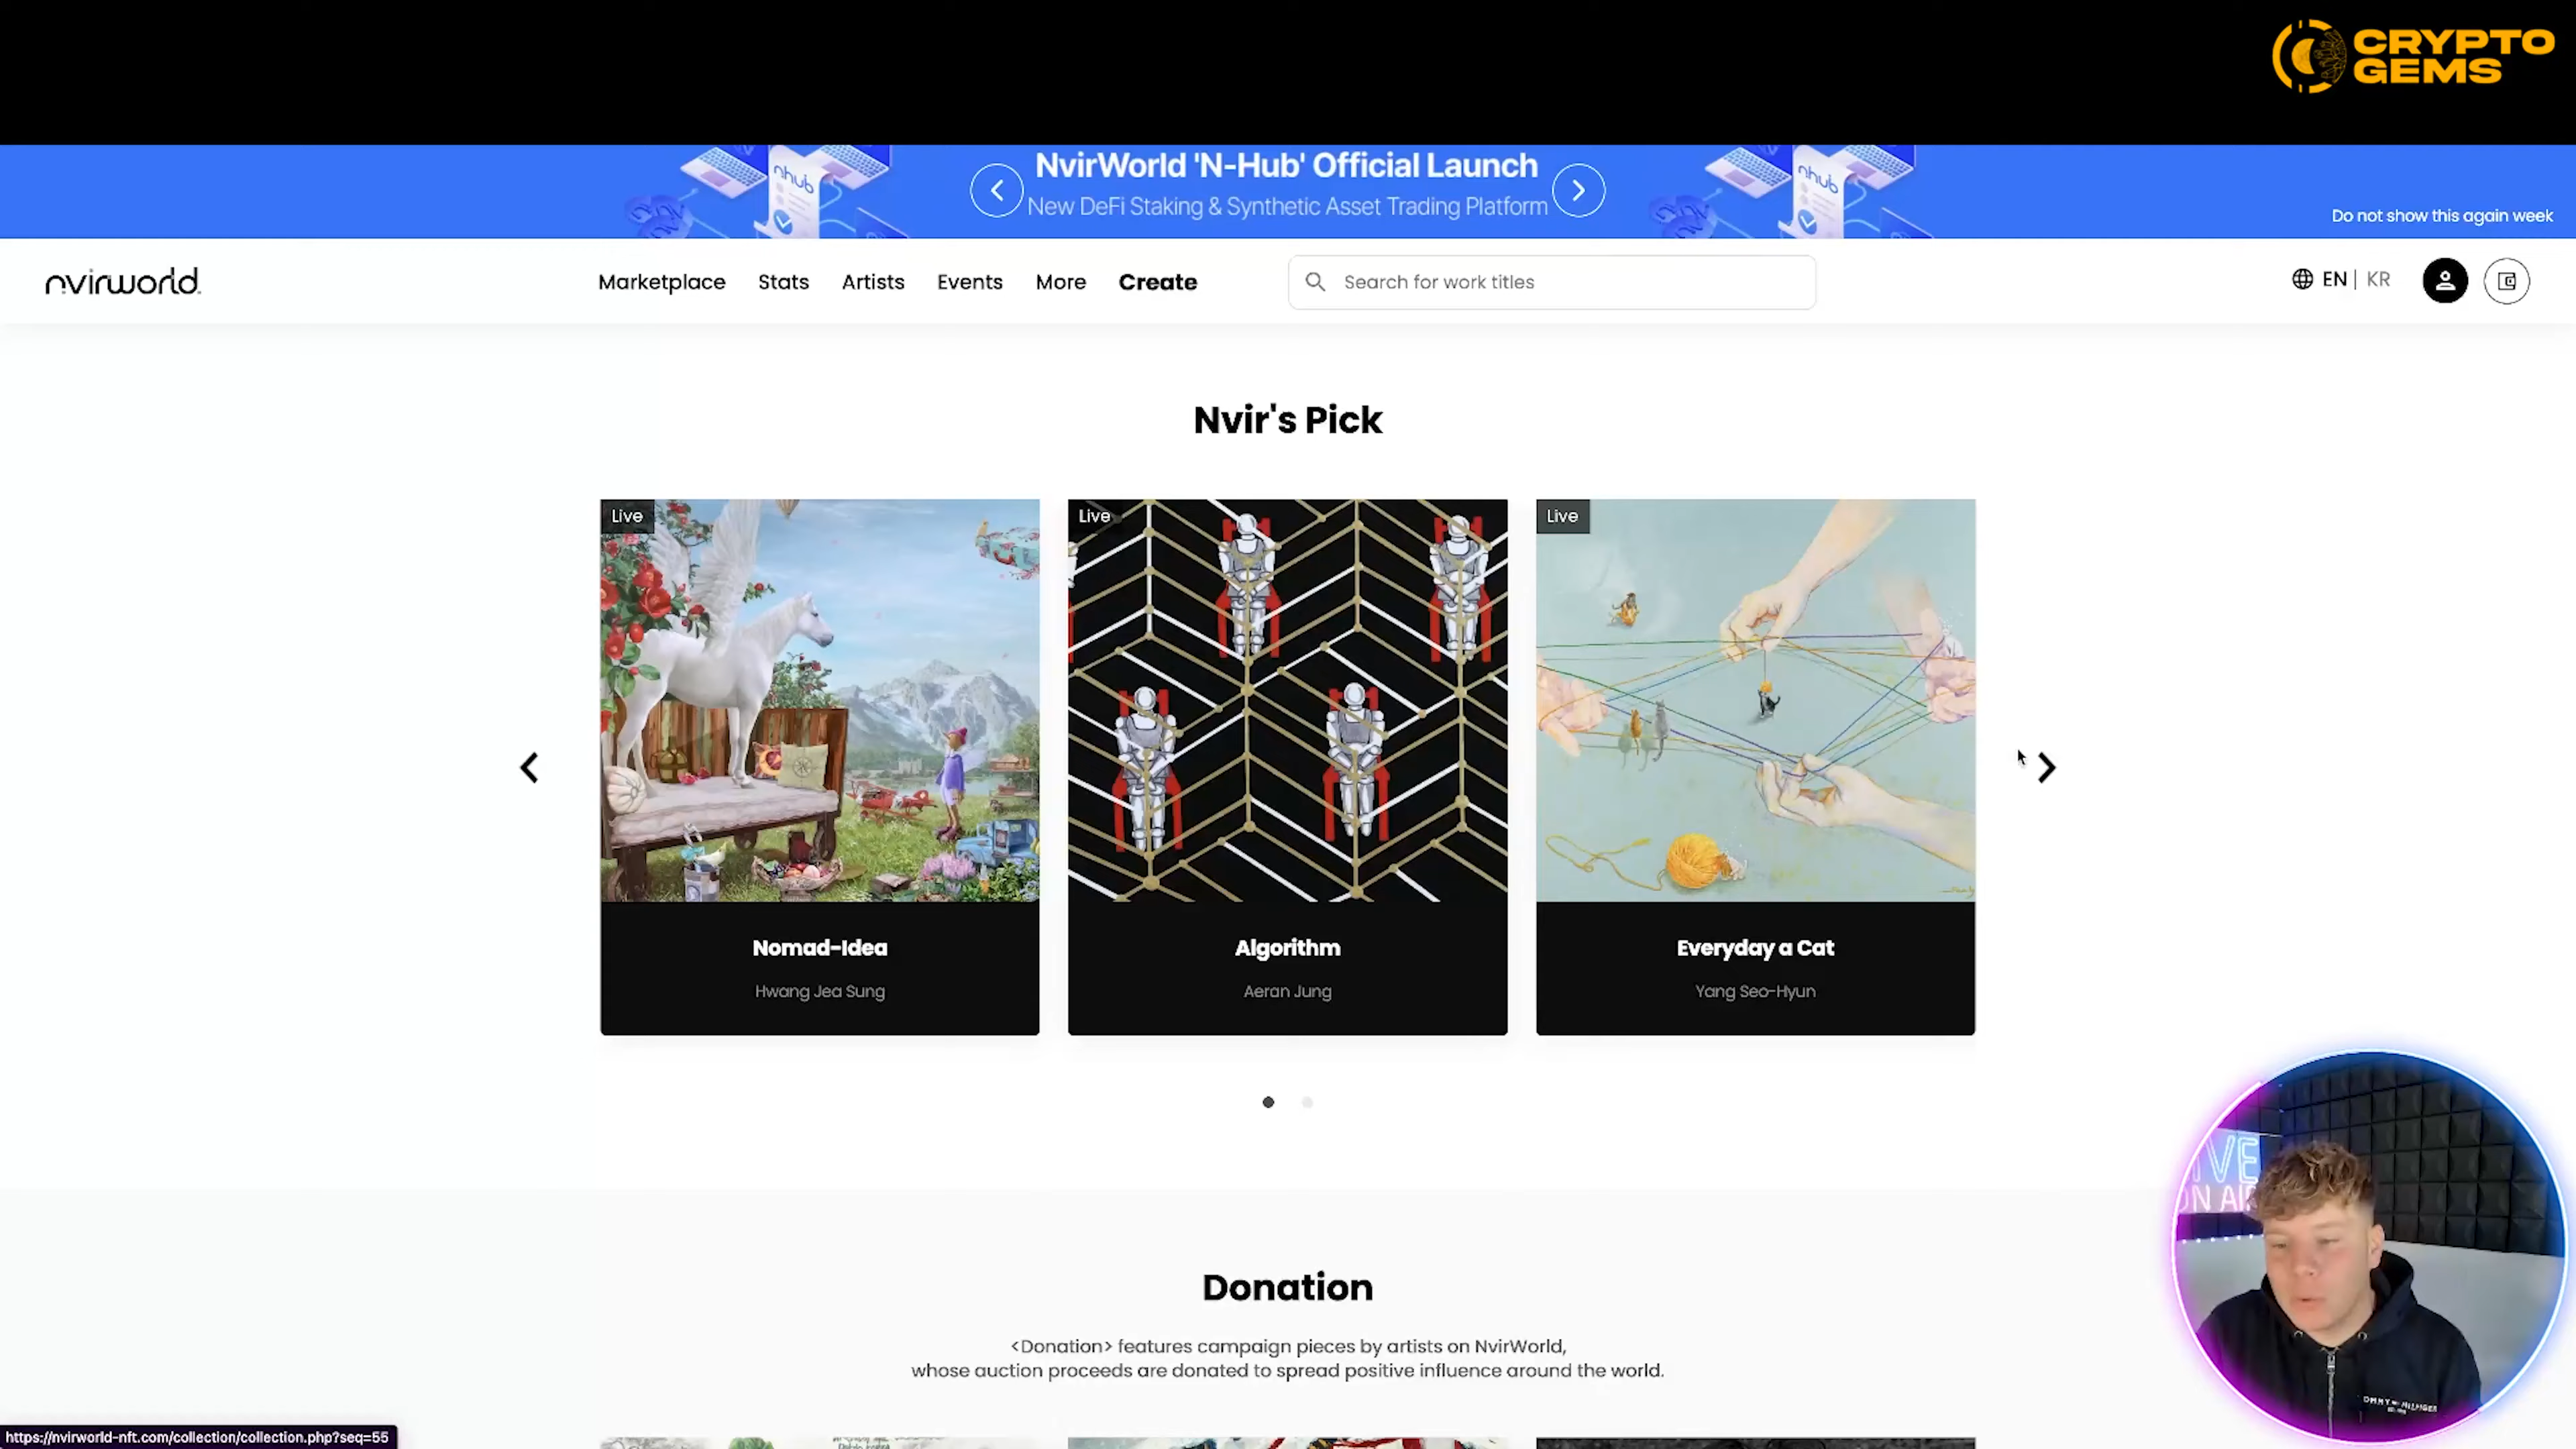 CRYPTO
GEMS
nhub
NvirWorld 'N-Hub' Official Launch
New DeFi Staking & Synthetic Asset Trading Platform
nhub
Do not show this again week
nvirworld
Marketplace Stats Artists Events More Create
Search for work titles
EN | KR
Nvir's Pick
Live
Live
Live
Nomad-Idea
Hwang Jea Sung
Algorithm
Aeran Jung
Everyday a Cat
Yang Seo-Hyun
Donation
<Donation> features campaign pieces by artists on NvirWorld,
whose auction proceeds are donated to spread positive influence around the world.
https://nvirworld-nft.com/collection/collection.php?seq=55